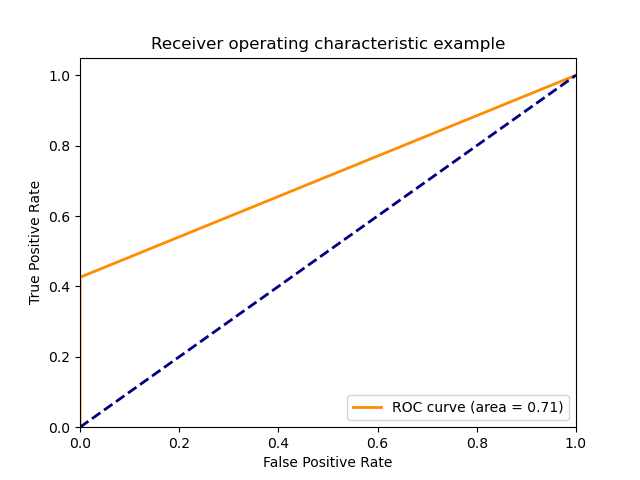 Receiver operating characteristic example
True Positive Rate
1.0
0.8
0.6
0.4
0.2
0.0
0.0 0.2 0.4 0.6 0.8 1.0
False Positive Rate
ROC curve (area = 0.71)